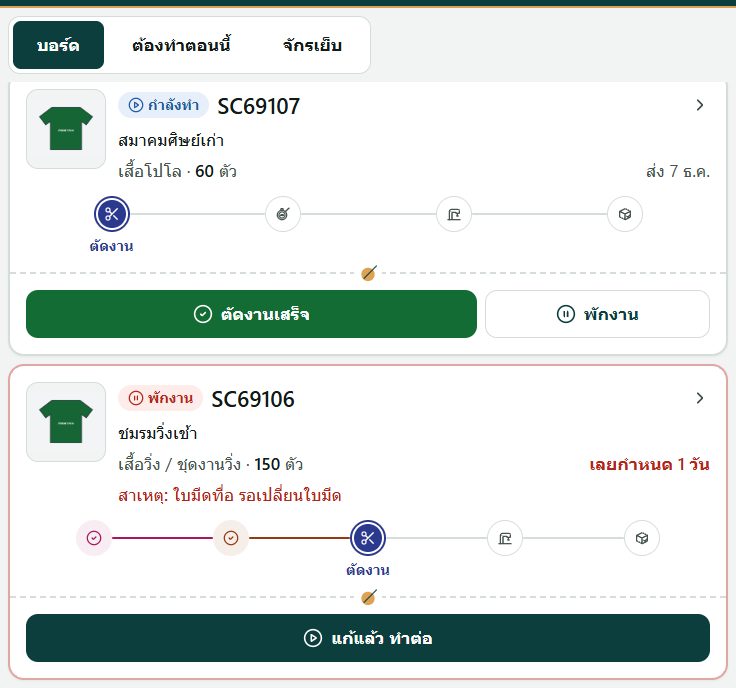 บอร์ด
ต้องทำตอนนี้
จักรเย็บ
กำลังทำ SC69107
สมาคมศิษย์เก่า
เสื้อโปโล · 60 ตัว
ส่ง 7 ธ.ค.
ตัดงาน
ตัดงานเสร็จ
พักงาน
พักงาน SC69106
ชมรมวิ่งเช้า
เสื้อวิ่ง / ชุดงานวิ่ง · 150 ตัว
เลยกำหนด 1 วัน
สาเหตุ: ใบมีดทื่อ รอเปลี่ยนใบมีด
ตัดงาน
แก้แล้ว ทำต่อ